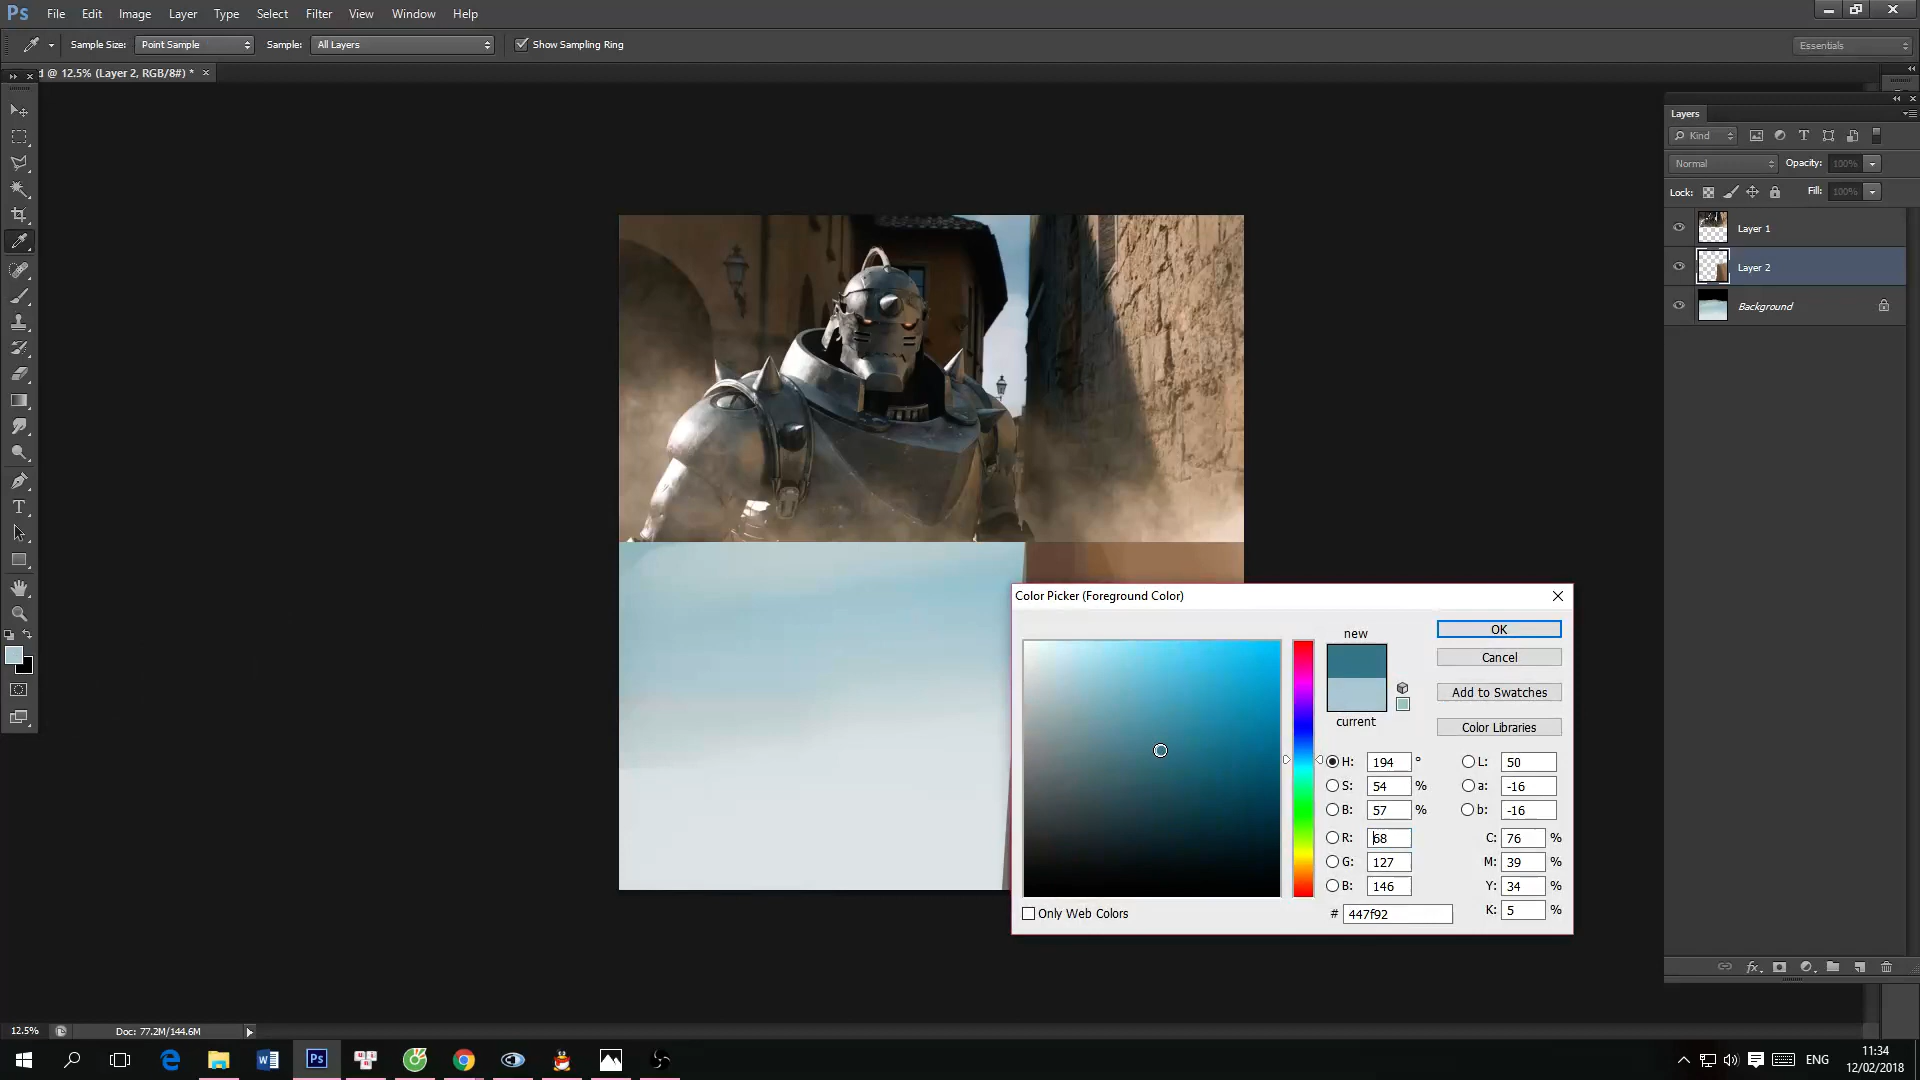 Ps File Edit Image Layer Type Select Filter View Window Help
Sample Size: Point Sample Sample: All Layers Show Sampling Ring Essentials
d @ 12.5% (Layer 2, RGB/8#) * ×
Layers
Kind
Normal Opacity: 100%
Lock: Fill: 100%
Layer 1
Layer 2
Background
Color Picker (Foreground Color)
new
current
OK
Cancel
Add to Swatches
Color Libraries
H: 194 °
S: 54 %
B: 57 %
R: 68
G: 127
B: 146
# 447f92
L: 50
a: -16
b: -16
C: 76 %
M: 39 %
Y: 34 %
K: 5 %
Only Web Colors
fx
12.5% Doc: 77.2M/144.6M
Ps
ENG
11:34
12/02/2018